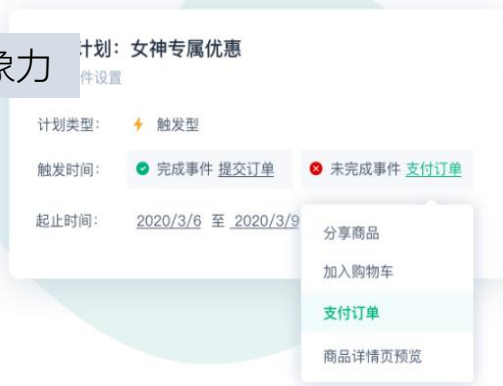 计划：女神专属优惠
象力
件设置
计划类型： 触发型
触发时间： 完成事件 提交订单 未完成事件 支付订单
起止时间： 2020/3/6 至 2020/3/9
分享商品
加入购物车
支付订单
商品详情页预览